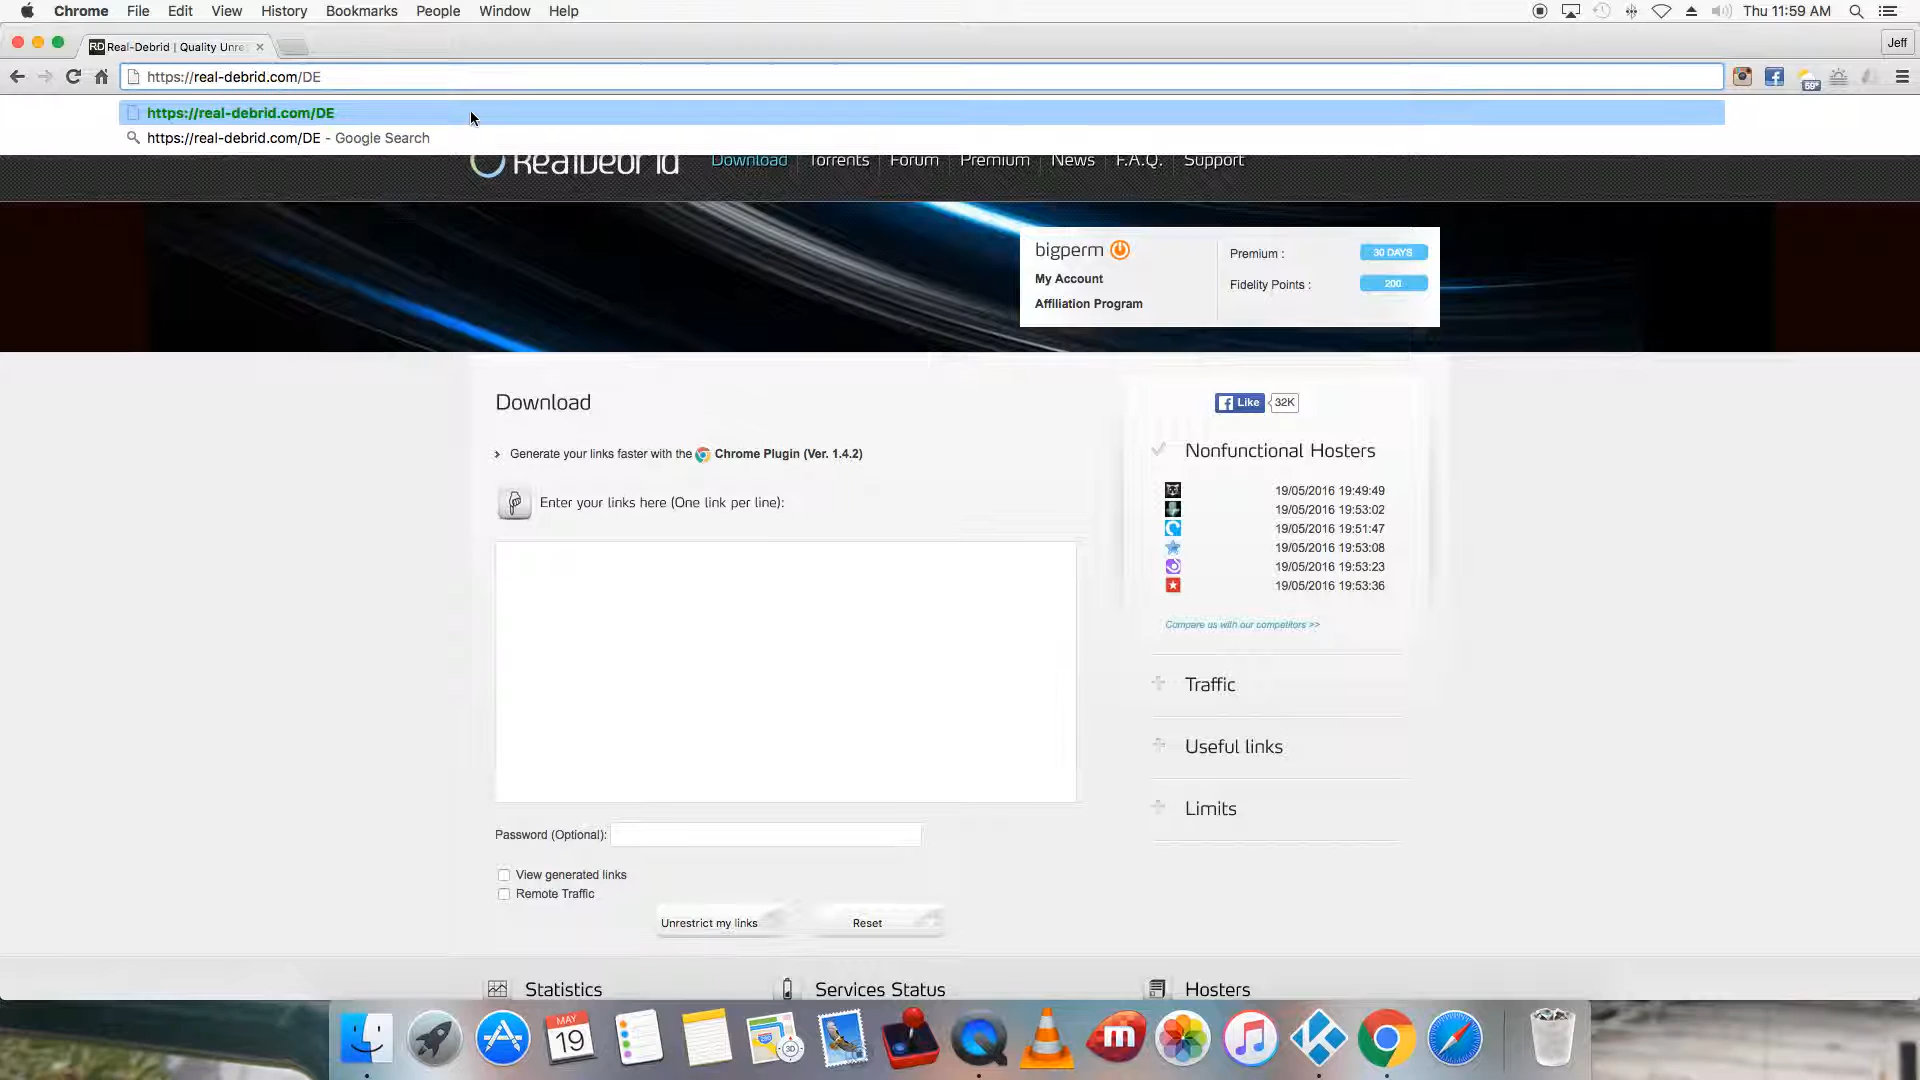 Chrome File Edit View History Bookmarks People Window Help Thu 11:59 AM
RD Real-Debrid | Quality Unre Jeff
https://real-debrid.com/DE 59°
https://real-debrid.com/DE
https://real-debrid.com/DE - Google Search
RealDebrid Download Torrents Forum Premium News F.A.Q. Support
bigperm
My Account
Affiliation Program
Premium : 30 DAYS
Fidelity Points : 200
Download
Generate your links faster with the Chrome Plugin (Ver. 1.4.2)
Enter your links here (One link per line):
Password (Optional):
View generated links
Remote Traffic
Unrestrict my links Reset
Like 32K
Nonfunctional Hosters
19/05/2016 19:49:49
19/05/2016 19:53:02
19/05/2016 19:51:47
19/05/2016 19:53:08
19/05/2016 19:53:23
19/05/2016 19:53:36
Compare us with our competitors >>
Traffic
Useful links
Limits
Statistics Services Status Hosters
MAY
19
280
3D
m